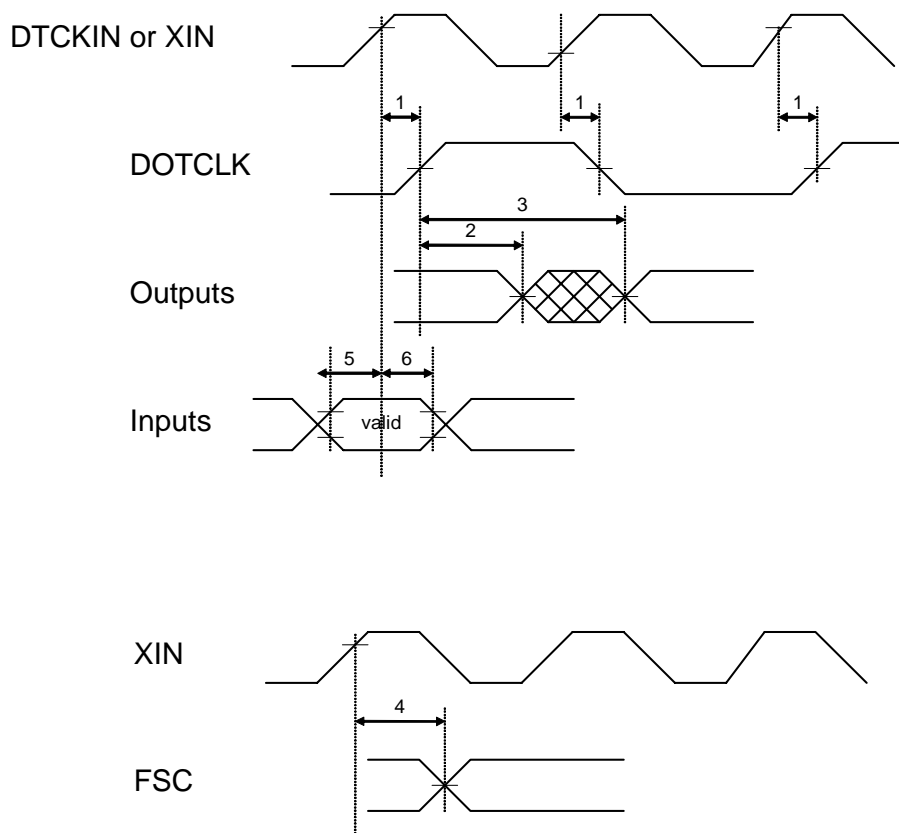 DTCKIN or XIN
1 1 1
DOTCLK
3
2
Outputs
5 6
Inputs valid
XIN
4
FSC